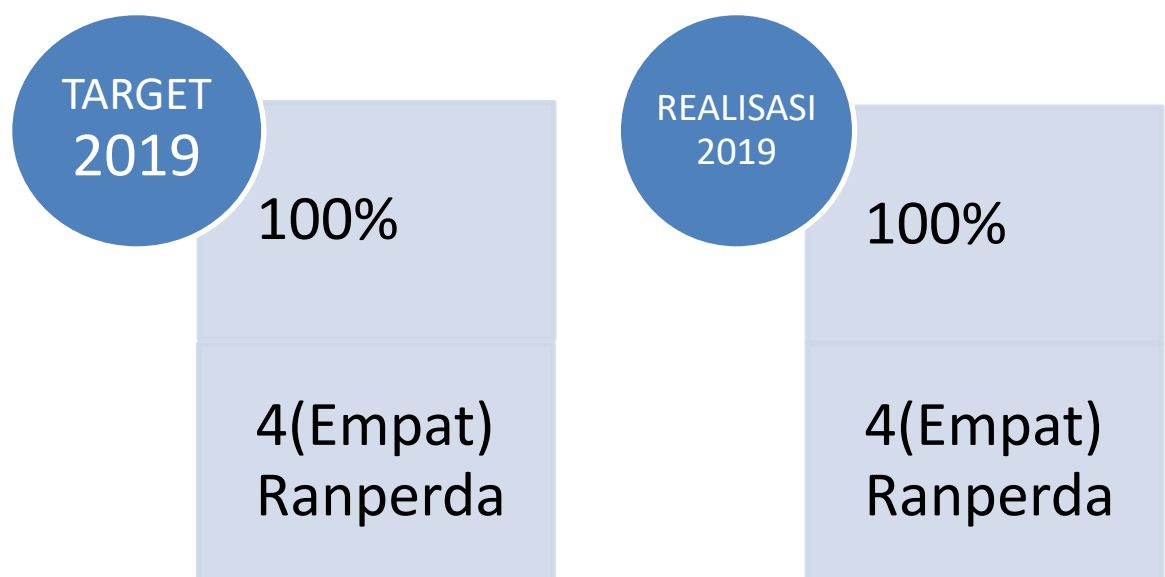 TARGET
2019
100%
4(Empat)
Ranperda
REALISASI
2019
100%
4(Empat)
Ranperda